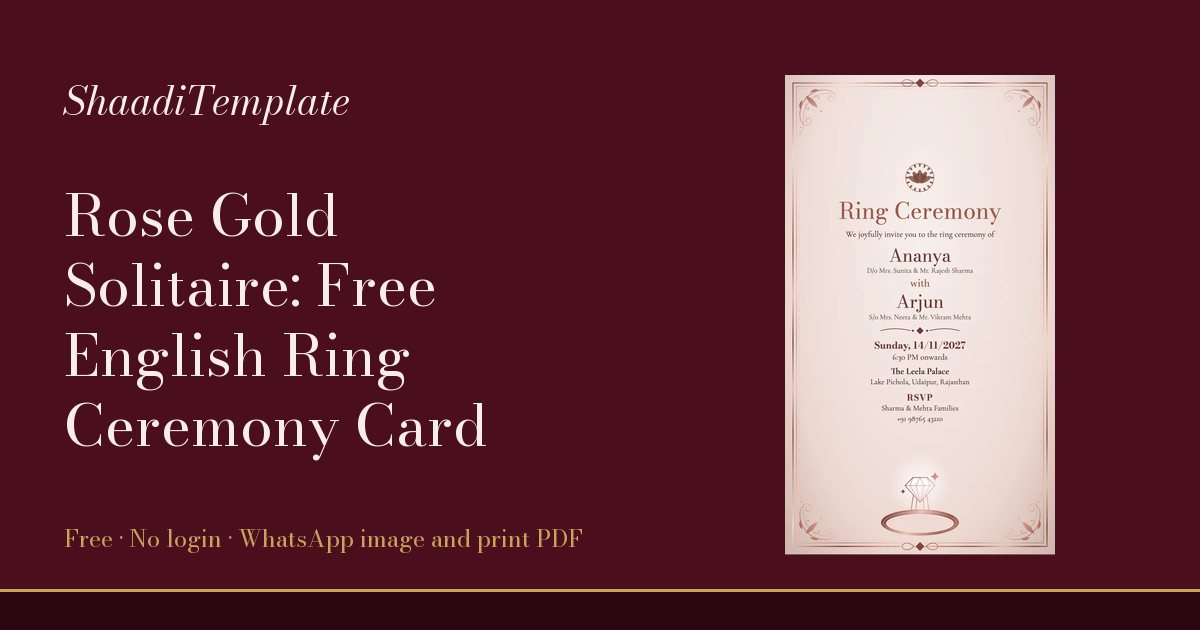 ShaadiTemplate
Rose Gold
Solitaire: Free
English Ring
Ceremony Card
Free · No login · WhatsApp image and print PDF
Ring Ceremony
We joyfully invite you to the ring ceremony of
Ananya
D/o Mrs. Sunita & Mr. Rajesh Sharma
with
Arjun
S/o Mrs. Neeta & Mr. Vikram Mehta
Sunday, 14/11/2027
6:30 PM onwards
The Leela Palace
Lake Pichola, Udaipur, Rajasthan
RSVP
Sharma & Mehta Families
+91 98765 43210